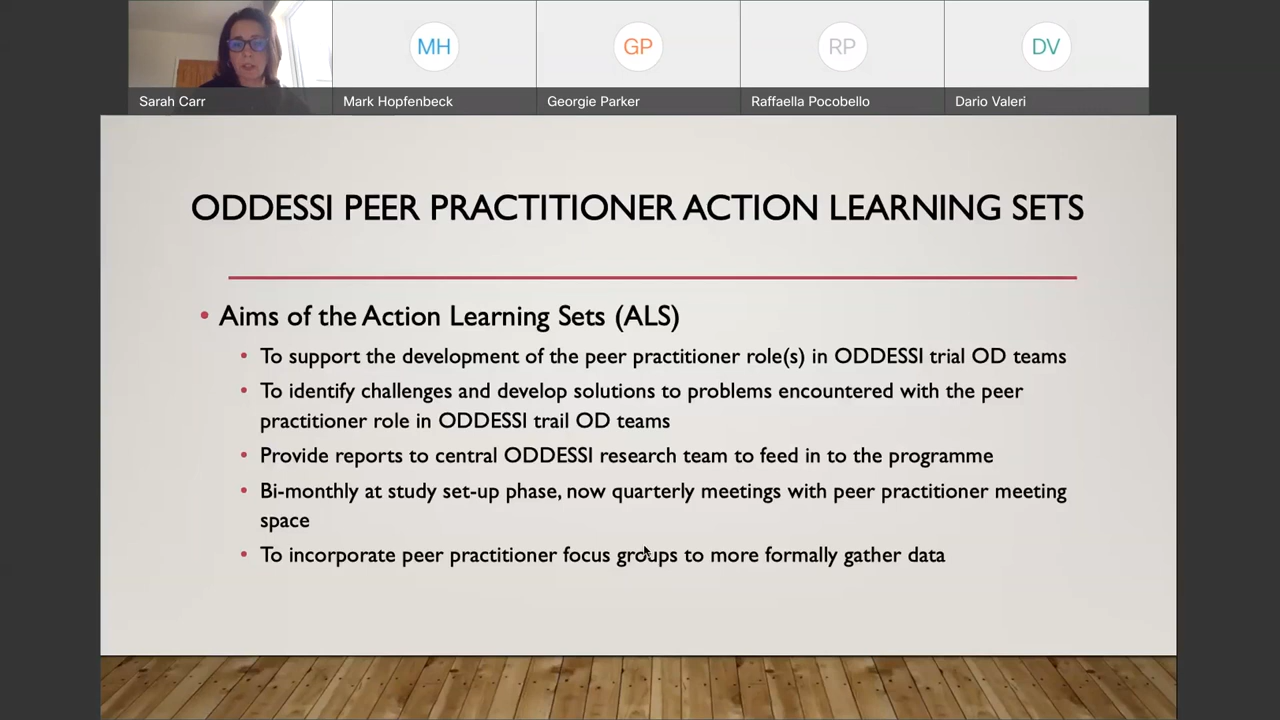 MH
GP
RP
DV
Sarah Carr
Mark Hopfenbeck
Georgie Parker
Raffaella Pocobello
Dario Valeri
ODDESSI PEER PRACTITIONER ACTION LEARNING SETS
• Aims of the Action Learning Sets (ALS)
• To support the development of the peer practitioner role(s) in ODDESSI trial OD teams
• To identify challenges and develop solutions to problems encountered with the peer
practitioner role in ODDESSI trail OD teams
• Provide reports to central ODDESSI research team to feed in to the programme
• Bi-monthly at study set-up phase, now quarterly meetings with peer practitioner meeting
space
• To incorporate peer practitioner focus groups to more formally gather data